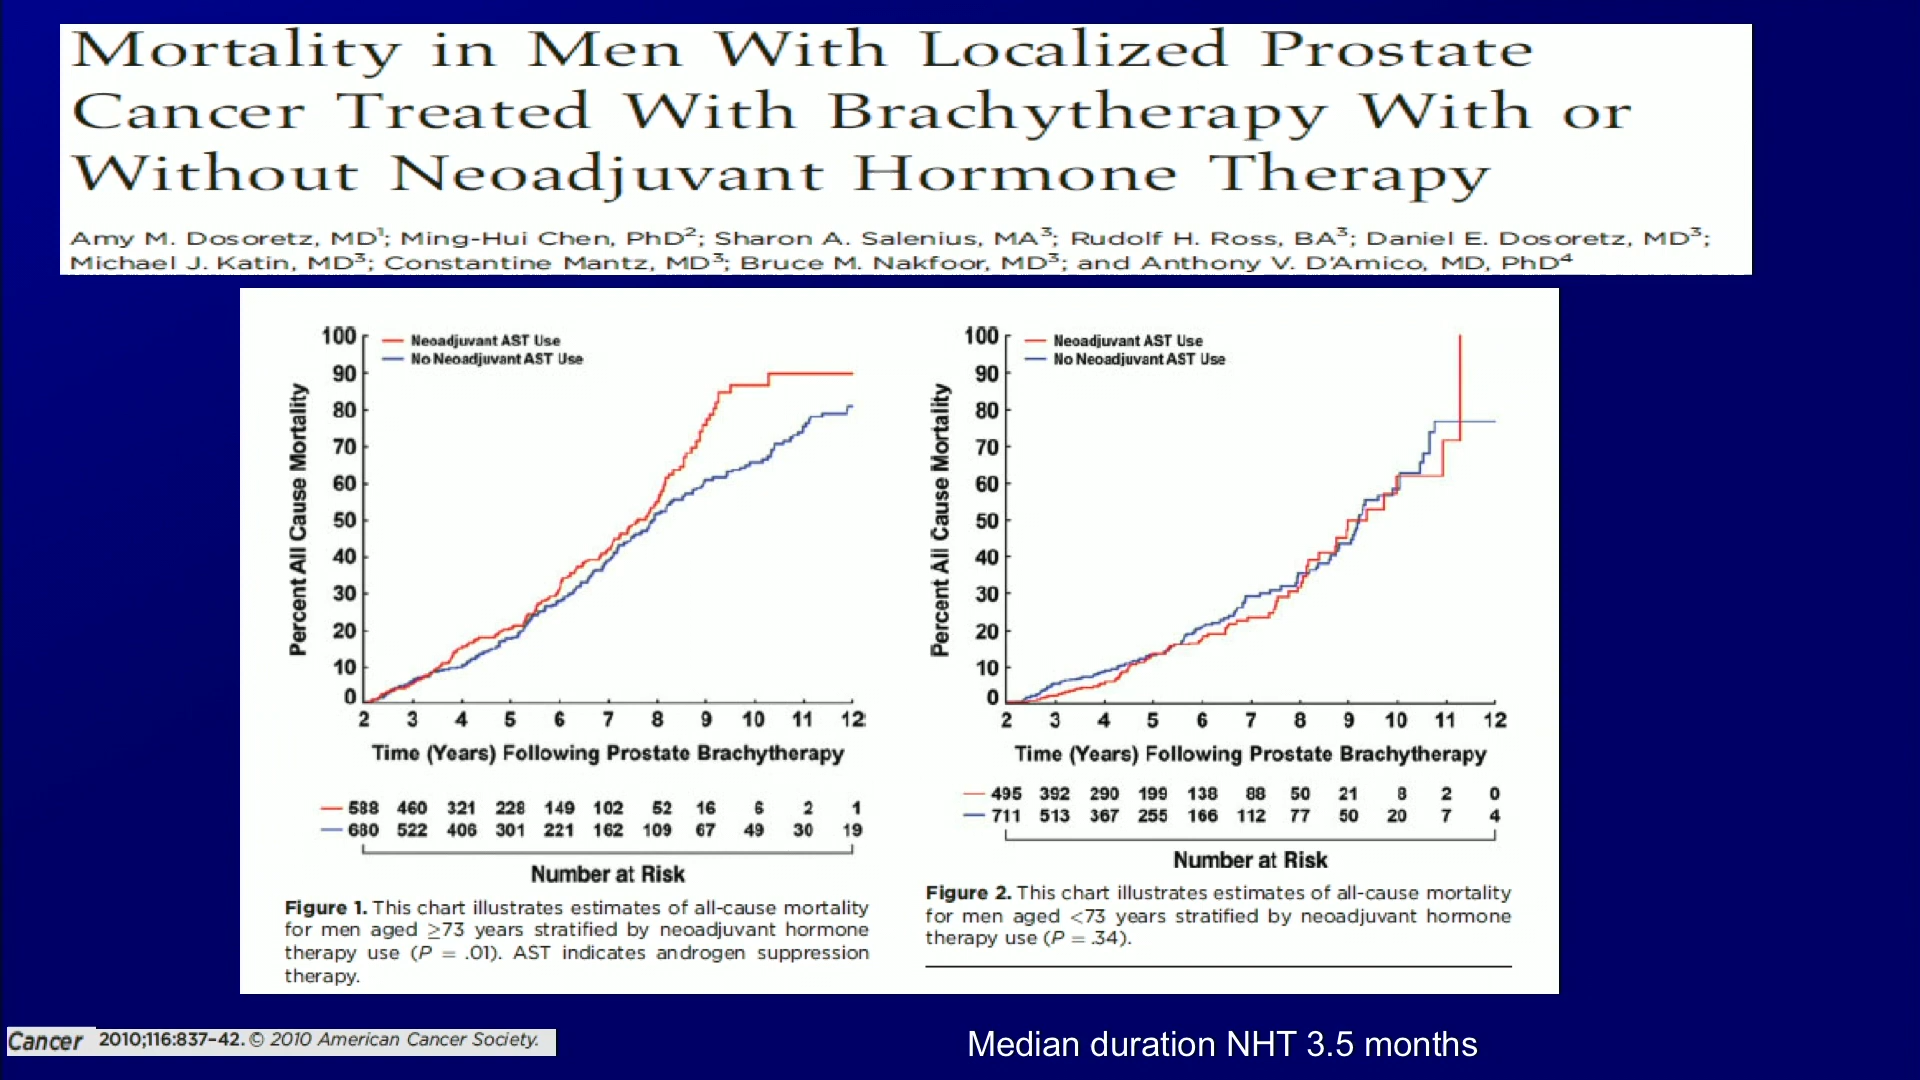 Mortality in Men With Localized Prostate
Cancer Treated With Brachytherapy With or
Without Neoadjuvant Hormone Therapy
Amy M. Dosoretz, MD1; Ming-Hui Chen, PhD2; Sharon A. Salenius, MA3; Rudolf H. Ross, BA3; Daniel E. Dosoretz, MD3;
Michael J. Katin, MD3; Constantine Mantz, MD3; Bruce M. Nakfoor, MD3; and Anthony V. D'Amico, MD, PhD4
Percent All Cause Mortality
100
90
80
70
60
50
40
30
20
10
0
Neoadjuvant AST Use
No Neoadjuvant AST Use
2 3 4 5 6 7 8 9 10 11 12
Time (Years) Following Prostate Brachytherapy
588 460 321 228 149 102 52 16 6 2 1
680 522 406 301 221 162 109 67 49 30 19
Number at Risk
Figure 1. This chart illustrates estimates of all-cause mortality
for men aged ≥73 years stratified by neoadjuvant hormone
therapy use (P = .01). AST indicates androgen suppression
therapy.
Percent All Cause Mortality
100
90
80
70
60
50
40
30
20
10
0
Neoadjuvant AST Use
No Neoadjuvant AST Use
2 3 4 5 6 7 8 9 10 11 12
Time (Years) Following Prostate Brachytherapy
495 392 290 199 138 88 50 21 8 2 0
711 513 367 255 166 112 77 50 20 7 4
Number at Risk
Figure 2. This chart illustrates estimates of all-cause mortality
for men aged <73 years stratified by neoadjuvant hormone
therapy use (P = .34).
Cancer 2010;116:837–42. © 2010 American Cancer Society.
Median duration NHT 3.5 months